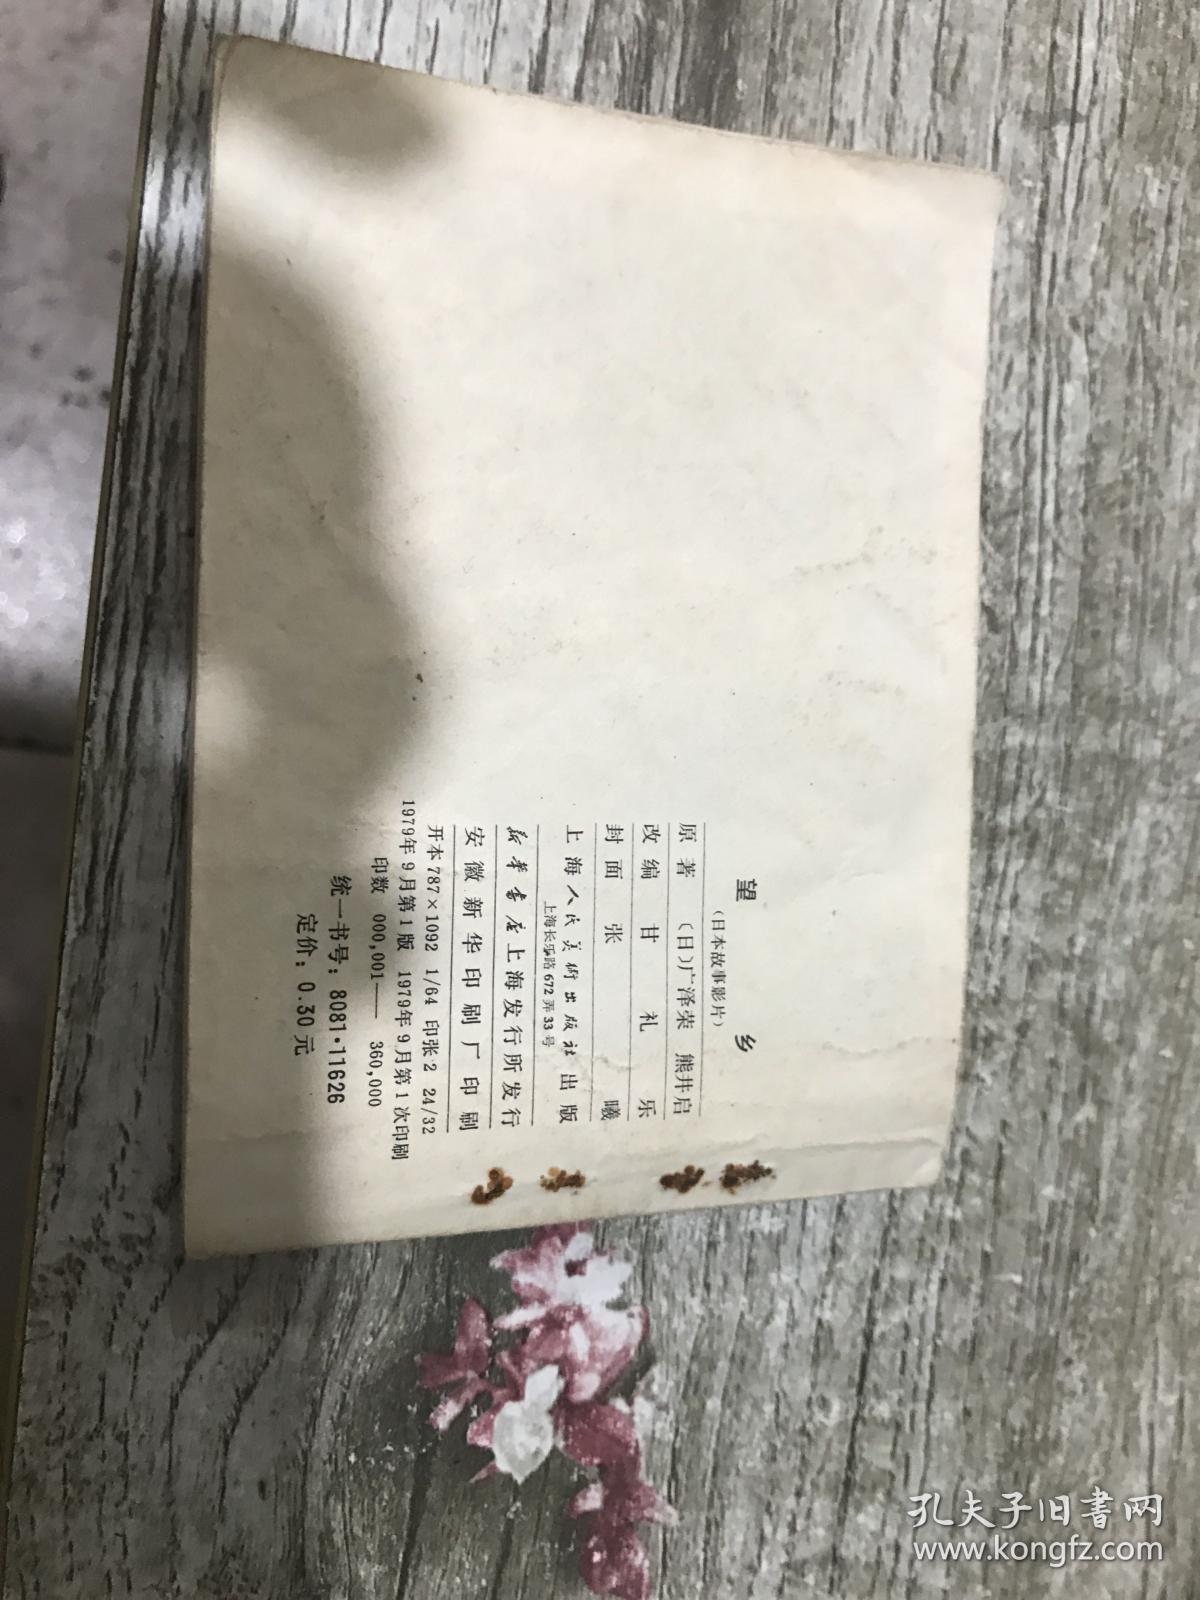 望 乡
(日本故事影片)
原著 (日)广泽荣 熊井启
改编 甘礼乐
封面 张曦
上海人民美術出版社出版
上海长乐路672弄33号
新华书店上海发行所发行
安徽新华印刷厂印刷
开本787×1092 1/64 印张:2 24/32
1979年9月第1版 1979年9月第1次印刷
印数 000,001—360,000
统一书号：8081·11626
定价：0.30元
孔夫子旧書网
www.kongfz.com